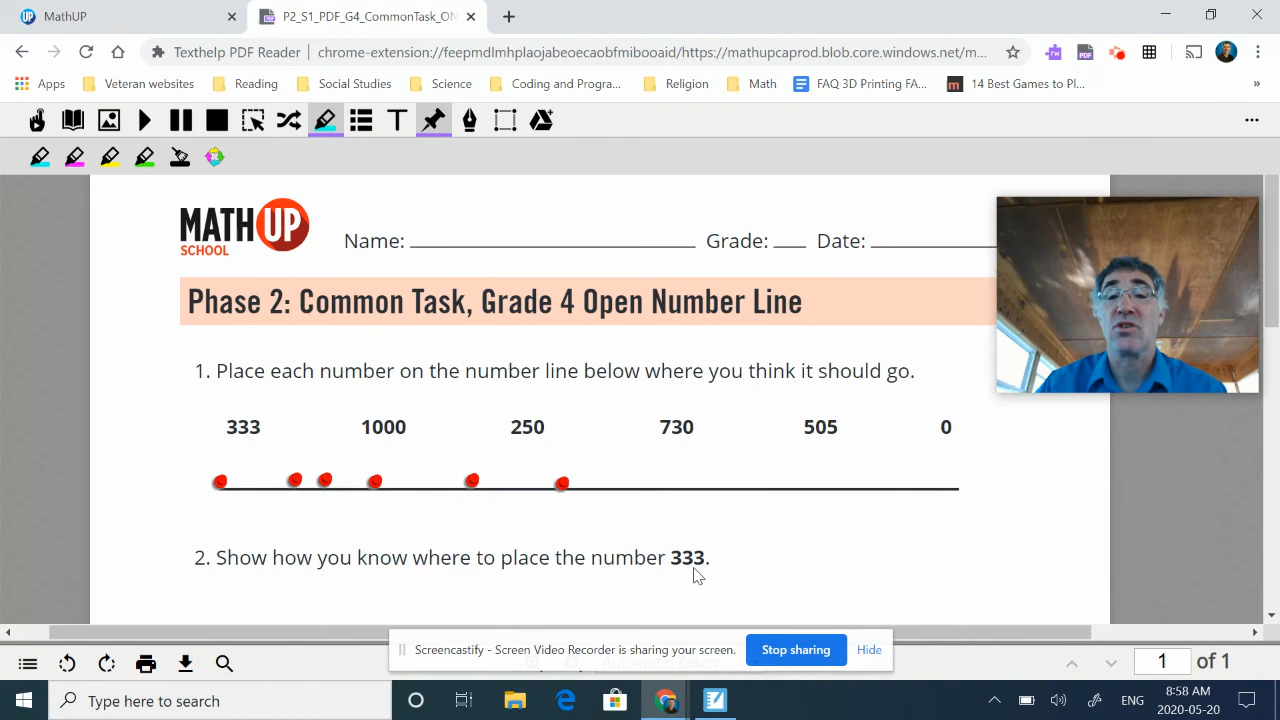 MathUP
P2_S1_PDF_G4_CommonTask_ON
Texthelp PDF Reader | chrome-extension://feepmdlmhplaojabeoecaobfmibooaid/https://mathupcaprod.blob.core.windows.net/m...
Apps Veteran websites Reading Social Studies Science Coding and Progra... Religion Math FAQ 3D Printing FA... 14 Best Games to Pl... »
MATH UP
SCHOOL
Name: Grade: Date:
Phase 2: Common Task, Grade 4 Open Number Line
1. Place each number on the number line below where you think it should go.
333 1000 250 730 505 0
2. Show how you know where to place the number 333.
Screencastify - Screen Video Recorder is sharing your screen. Stop sharing Hide
1 of 1
Type here to search
ENG
8:58 AM
2020-05-20